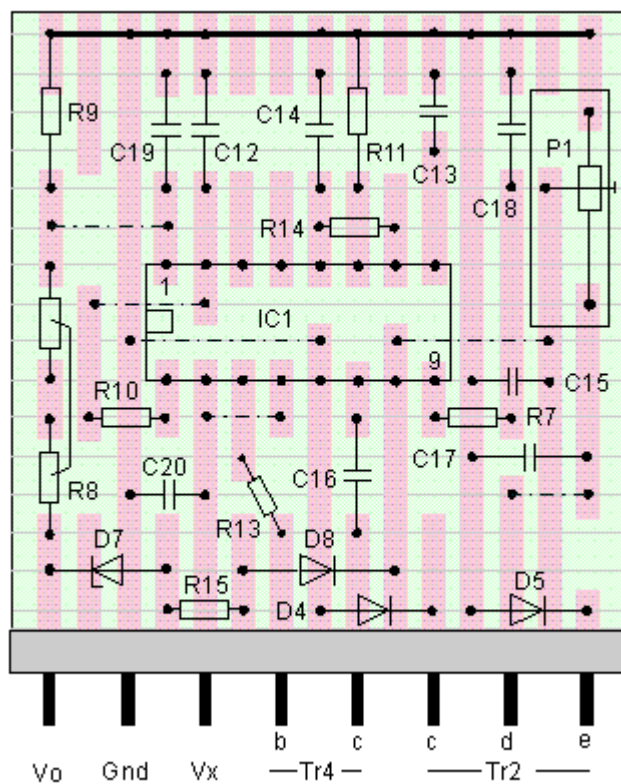 R9
C19
C12
C14
R11
C13
C18
P1
R14
1
IC1
9
R10
C15
R7
R8
C20
R13
C16
C17
D7
D8
R15
D4
D5
Vo Gnd Vx b c c d e
Tr4 Tr2